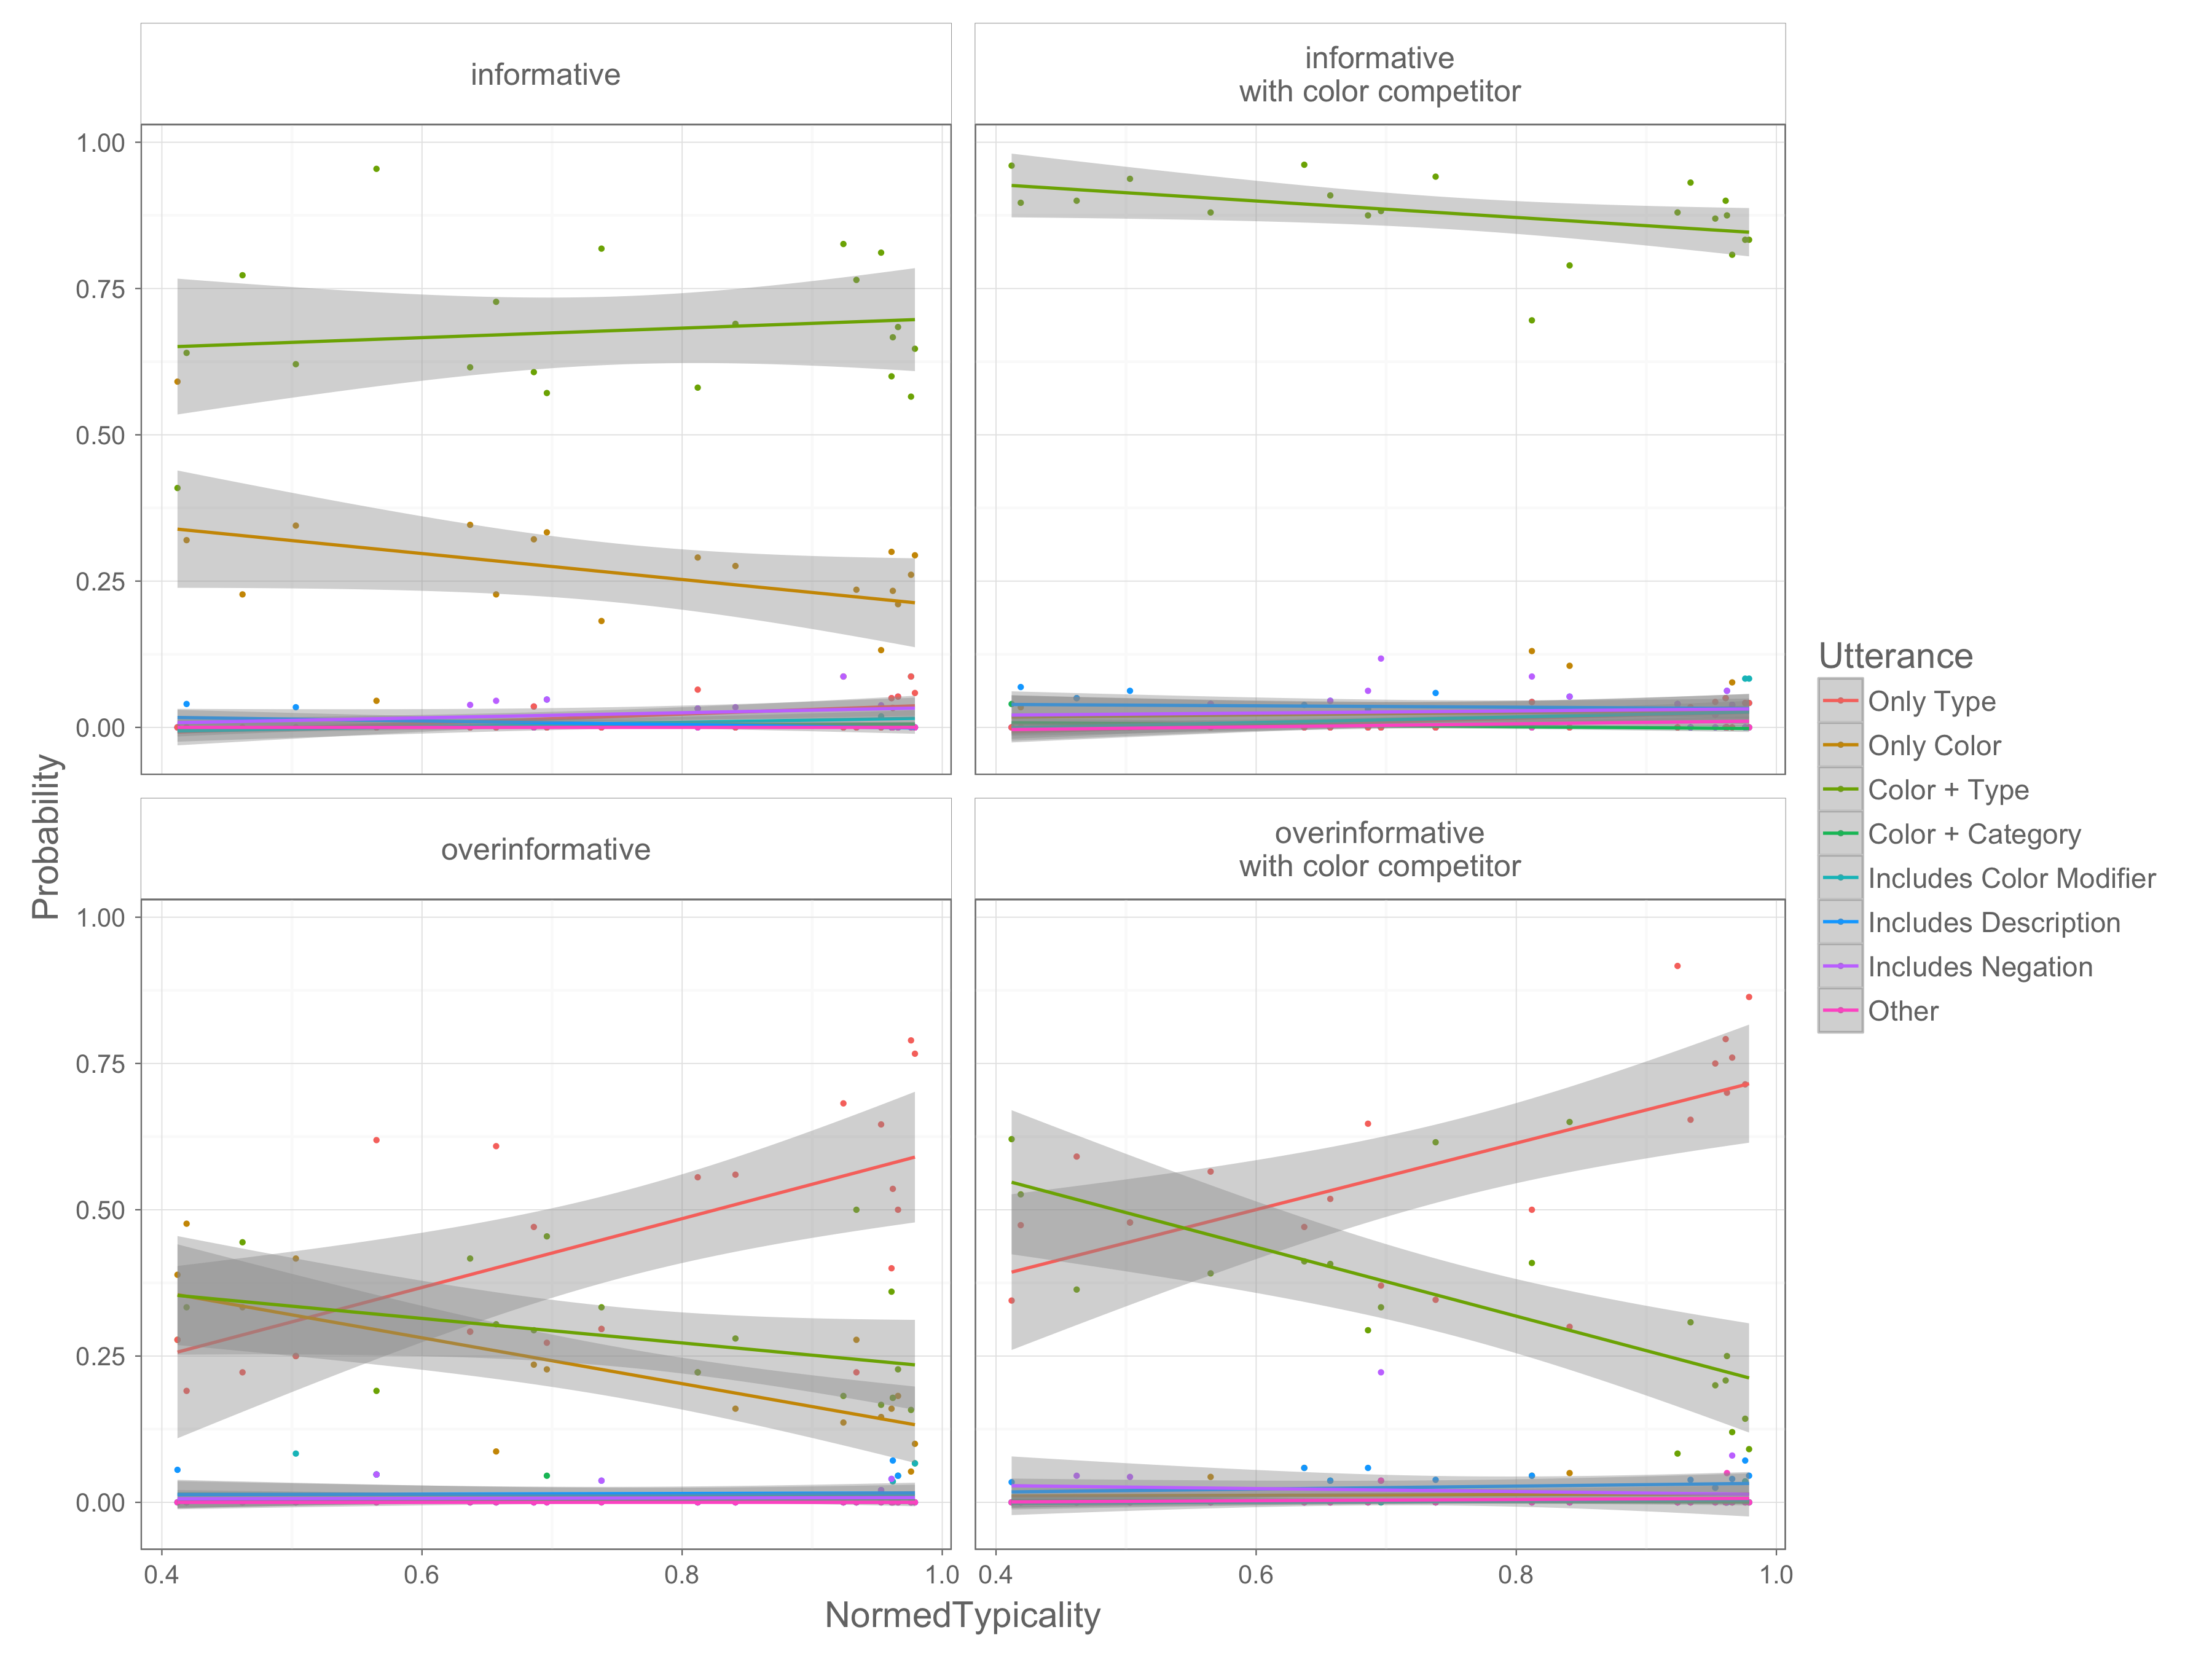 informative
informative
with color competitor
1.00
0.75
0.50
0.25
0.00
overinformative
overinformative
with color competitor
1.00
0.75
0.50
0.25
0.00
0.4 0.6 0.8 1.0
0.4 0.6 0.8 1.0
NormedTypicality
Probability
Utterance
Only Type
Only Color
Color + Type
Color + Category
Includes Color Modifier
Includes Description
Includes Negation
Other